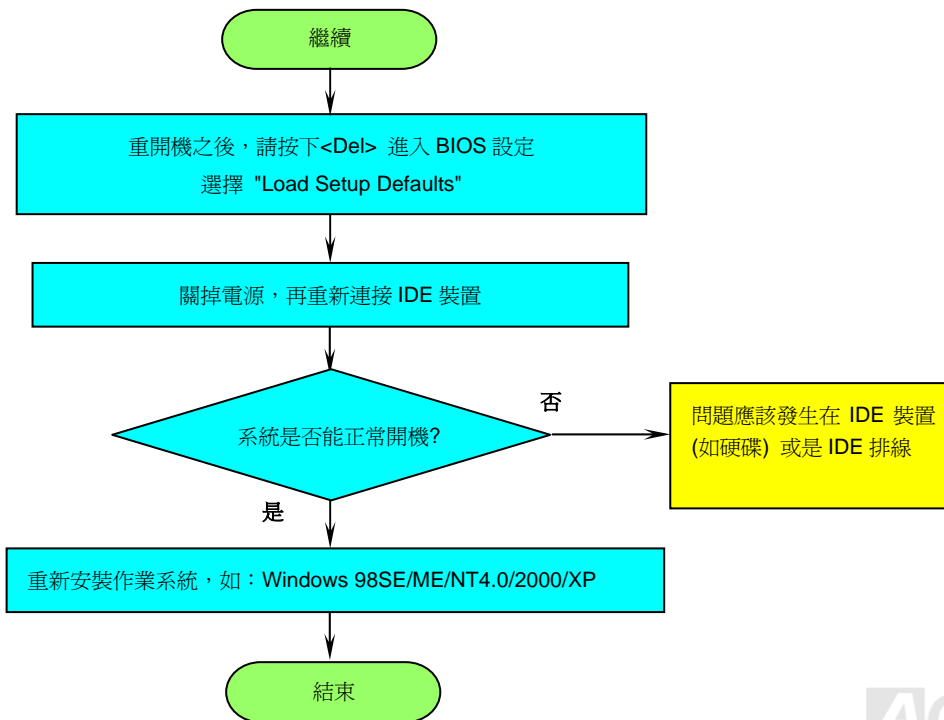 繼續
重開機之後，請按下<Del> 進入 BIOS 設定
選擇 "Load Setup Defaults"
關掉電源，再重新連接 IDE 裝置
系統是否能正常開機?
否
問題應該發生在 IDE 裝置
(如硬碟) 或是 IDE 排線
是
重新安裝作業系統，如：Windows 98SE/ME/NT4.0/2000/XP
結束